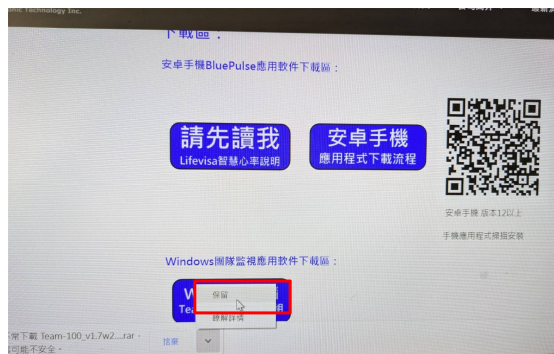 onic Technology Inc.
下載區：
安卓手機BluePulse應用軟件下載區：
請先讀我
Lifevisa智慧心率說明
安卓手機
應用程式下載流程
安卓手機 版本12以上
手機應用程式掃描安裝
Windows團隊監視應用軟件下載區：
W
Tea
保留
瞭解詳情
常下載 Team-100_v1.7w2....rar，
可能不安全。
捨棄